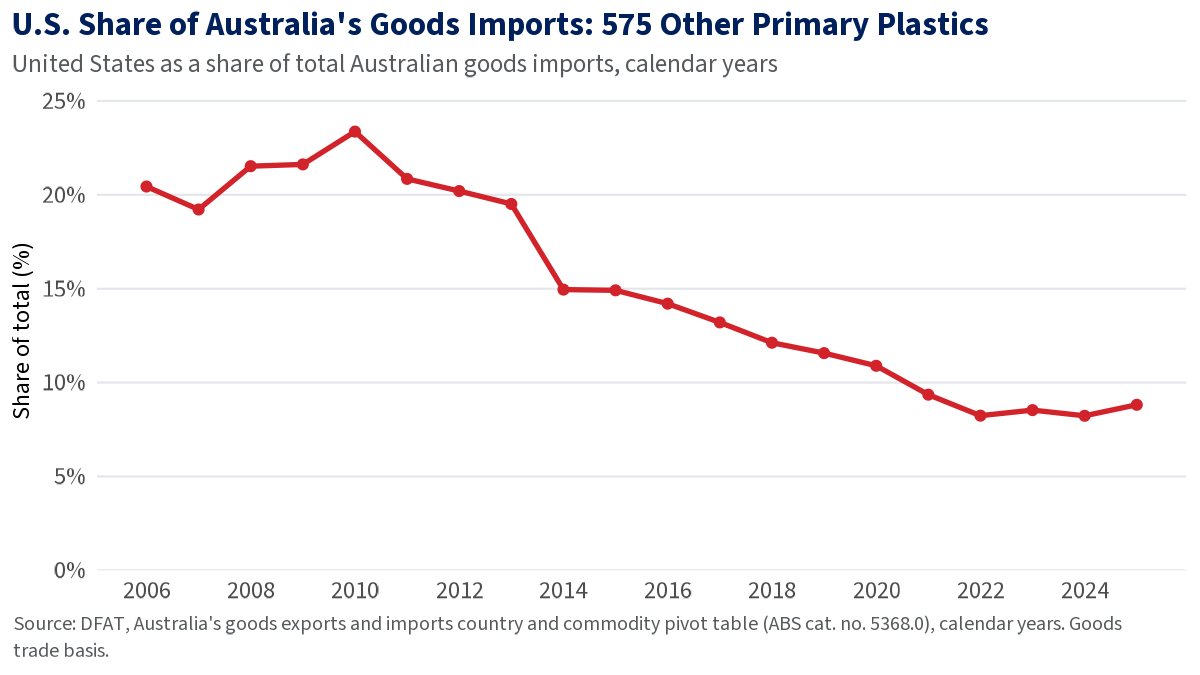 U.S. Share of Australia's Goods Imports: 575 Other Primary Plastics
United States as a share of total Australian goods imports, calendar years
Share of total (%)
25%
20%
15%
10%
5%
0%
2006 2008 2010 2012 2014 2016 2018 2020 2022 2024
Source: DFAT, Australia's goods exports and imports country and commodity pivot table (ABS cat. no. 5368.0), calendar years. Goods
trade basis.